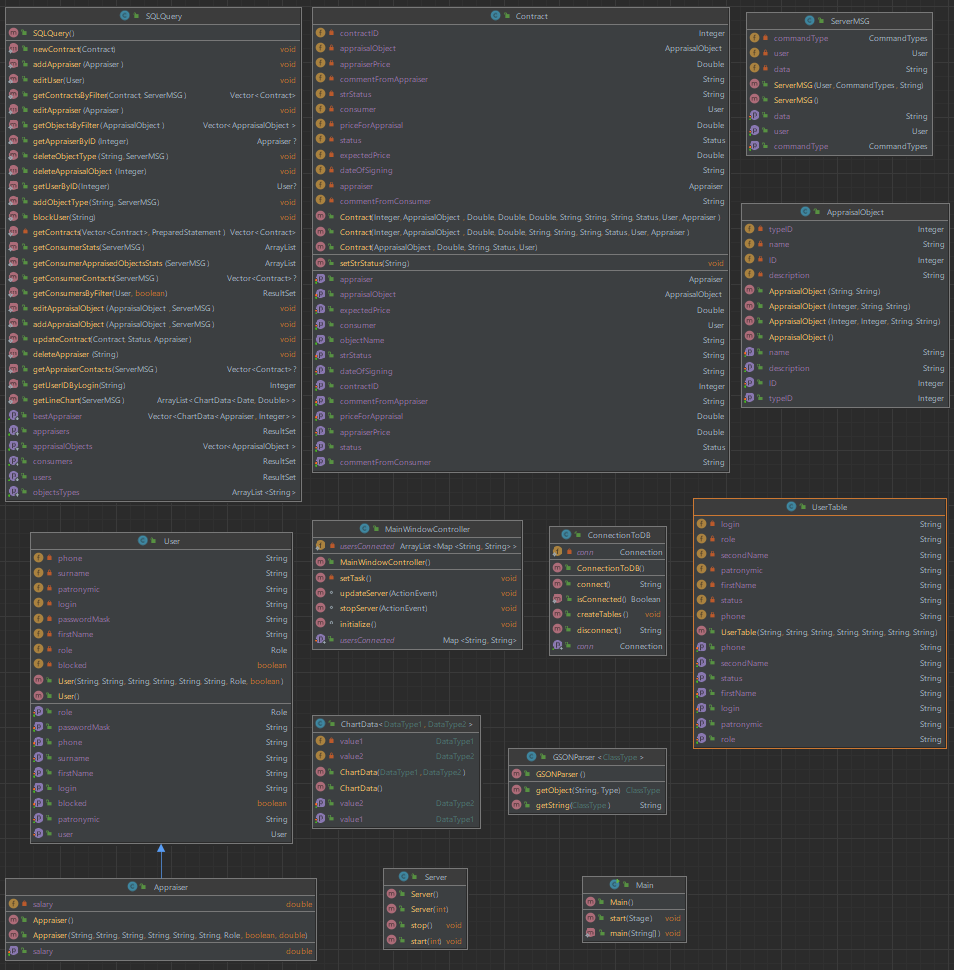 SQLQuery
SQLQuery()
newContract(Contract) void
addAppraiser (Appraiser ) void
editUser(User) void
getContractsByFilter(Contract, ServerMSG) Vector<Contract>
editAppraiser (Appraiser ) void
getObjectsByFilter(AppraisalObject ) Vector<AppraisalObject >
getAppraiserByID (Integer) Appraiser ?
deleteObjectType (String, ServerMSG) void
deleteAppraisalObject (Integer) void
getUserByID(Integer) User?
addObjectType(String, ServerMSG) void
blockUser(String) void
getContracts(Vector<Contract>, PreparedStatement ) Vector<Contract>
getConsumerStats(ServerMSG) ArrayList
getConsumerAppraisedObjectsStats (ServerMSG) ArrayList
getConsumerContacts(ServerMSG) Vector<Contract>?
getConsumersByFilter(User, boolean) ResultSet
editAppraisalObject (AppraisalObject , ServerMSG) void
addAppraisalObject (AppraisalObject , ServerMSG) void
updateContract(Contract, Status, Appraiser) void
deleteAppraiser (String) void
getAppraiserContacts(ServerMSG) Vector<Contract>?
getUserIDByLogin(String) Integer
getLineChart(ServerMSG) ArrayList<ChartData<Date, Double>>
bestAppraiser Vector<ChartData<Appraiser, Integer>>
appraisers ResultSet
appraisalObjects Vector<AppraisalObject >
consumers ResultSet
users ResultSet
objectsTypes ArrayList<String>
Contract
contractID Integer
appraisalObject AppraisalObject
appraiserPrice Double
commentFromAppraiser String
strStatus String
consumer User
priceForAppraisal Double
status Status
expectedPrice Double
dateOfSigning String
appraiser Appraiser
commentFromConsumer String
Contract(Integer, AppraisalObject , Double, Double, Double, String, String, String, Status, User, Appraiser )
Contract(Integer, AppraisalObject , Double, Double, String, String, String, Status, User, Appraiser )
Contract(AppraisalObject , Double, String, Status, User)
setStrStatus(String) void
appraiser Appraiser
appraisalObject AppraisalObject
expectedPrice Double
consumer User
objectName String
strStatus String
dateOfSigning String
contractID Integer
commentFromAppraiser String
priceForAppraisal Double
appraiserPrice Double
status Status
commentFromConsumer String
ServerMSG
commandType CommandTypes
user User
data String
ServerMSG(User, CommandTypes , String)
ServerMSG()
data String
user User
commandType CommandTypes
AppraisalObject
typeID Integer
name String
ID Integer
description String
AppraisalObject (String, String)
AppraisalObject (Integer, String, String)
AppraisalObject (Integer, Integer, String, String)
AppraisalObject ()
name String
description String
ID Integer
typeID Integer
User
phone String
surname String
patronymic String
login String
passwordMask String
firstName String
role Role
blocked boolean
User(String, String, String, String, String, String, Role, boolean )
User()
role Role
passwordMask String
phone String
surname String
firstName String
login String
blocked boolean
patronymic String
user User
MainWindowController
usersConnected ArrayList<Map<String, String>>
MainWindowController()
setTask() void
updateServer(ActionEvent) void
stopServer(ActionEvent) void
initialize() void
usersConnected Map<String, String>
ConnectionToDB
conn Connection
ConnectionToDB()
connect() String
isConnected() Boolean
createTables () void
disconnect() String
conn Connection
UserTable
login String
role String
secondName String
patronymic String
firstName String
status String
phone String
UserTable(String, String, String, String, String, String, String)
phone String
secondName String
status String
firstName String
login String
patronymic String
role String
ChartData<DataType1 , DataType2 >
value1 DataType1
value2 DataType2
ChartData(DataType1 , DataType2 )
ChartData()
value2 DataType2
value1 DataType1
GSONParser <ClassType >
GSONParser ()
getObject(String, Type) ClassType
getString(ClassType ) String
Appraiser
salary double
Appraiser()
Appraiser(String, String, String, String, String, String, Role, boolean, double)
salary double
Server
Server()
Server(int)
stop() void
start(int) void
Main
Main()
start(Stage) void
main(String[]) void